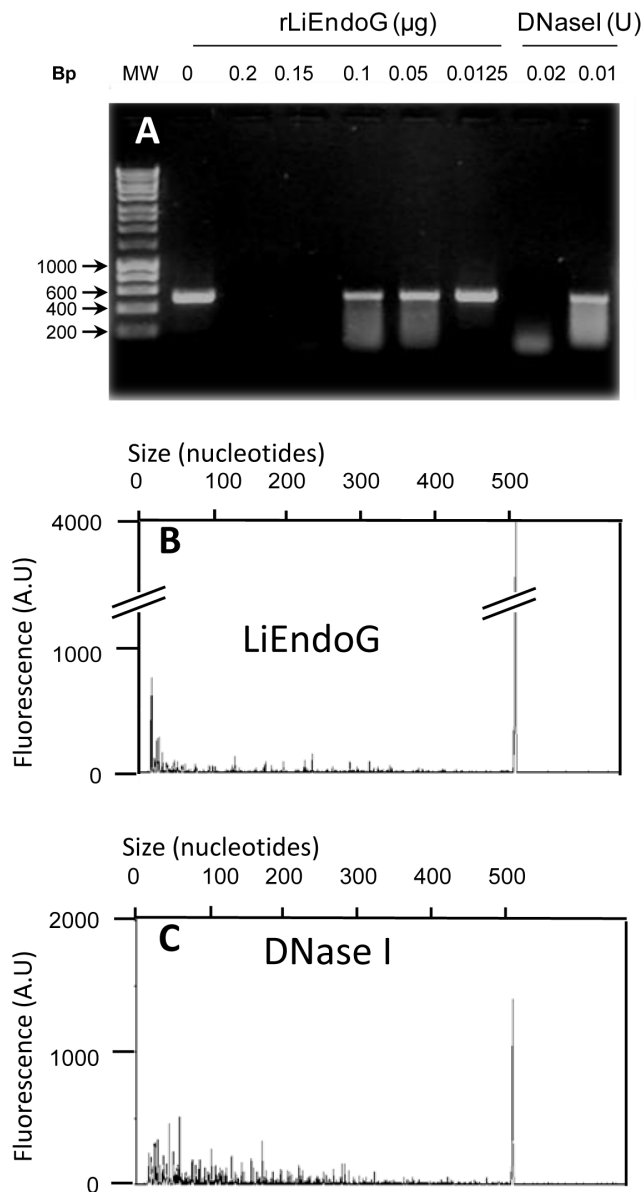 rLiEndoG (µg) DNaseI (U)
Bp MW 0 0.2 0.15 0.1 0.05 0.0125 0.02 0.01
A
1000
600
400
200
Size (nucleotides)
0 100 200 300 400 500
4000
B
LiEndoG
1000
0
Fluorescence (A.U)
Size (nucleotides)
0 100 200 300 400 500
2000
C
DNase I
1000
0
Fluorescence (A.U)